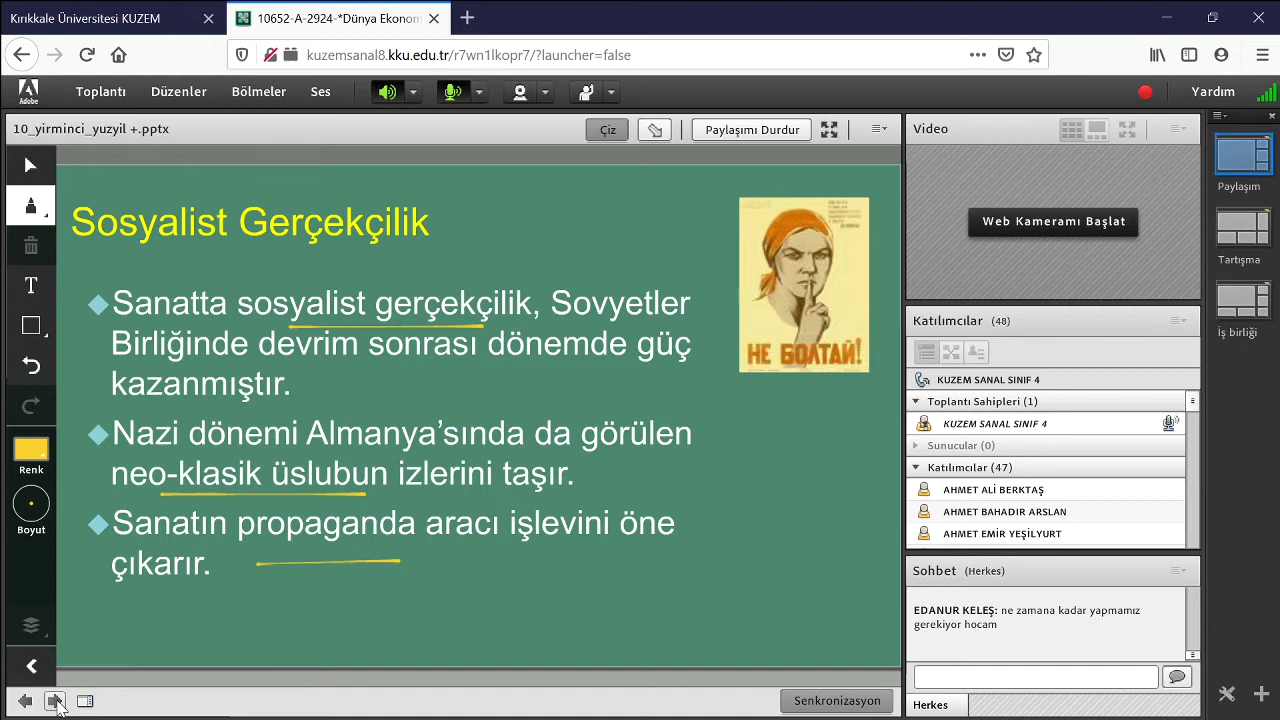 Kırıkkale Üniversitesi KUZEM
10652-A-2924-*Dünya Ekonom
kuzemsanal8.kku.edu.tr/r7wn1lkopr7/?launcher=false
Adobe
Toplantı
Düzenler
Bölmeler
Ses
Yardım
10_yirminci_yuzyil +.pptx
Çiz
Paylaşımı Durdur
Sosyalist Gerçekçilik
Sanatta sosyalist gerçekçilik, Sovyetler
Birliğinde devrim sonrası dönemde güç
kazanmıştır.
Nazi dönemi Almanya’sında da görülen
neo-klasik üslubun izlerini taşır.
Sanatın propaganda aracı işlevini öne
çıkarır.
НЕ БОЛТАЙ!
T
Renk
Boyut
Senkronizasyon
Video
Web Kameramı Başlat
Katılımcılar (48)
KUZEM SANAL SINIF 4
Toplantı Sahipleri (1)
KUZEM SANAL SINIF 4
Sunucular (0)
Katılımcılar (47)
AHMET ALİ BERKTAŞ
AHMET BAHADIR ARSLAN
AHMET EMİR YEŞİLYURT
Sohbet (Herkes)
EDANUR KELEŞ: ne zamana kadar yapmamız
gerekiyor hocam
Herkes
Paylaşım
Tartışma
İş birliği